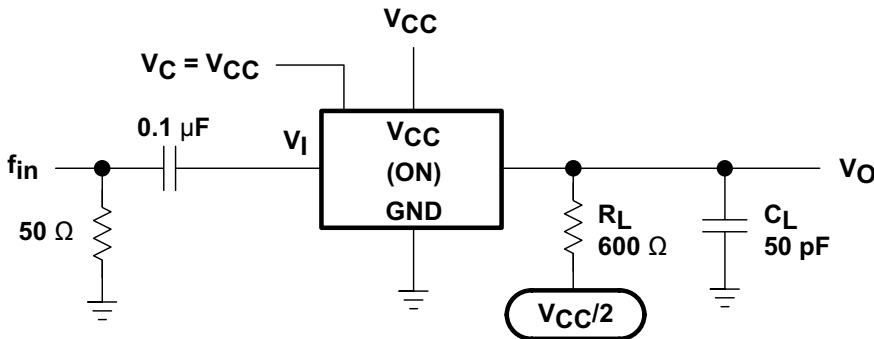 VCC
VC = VCC
0.1 µF
VI
VCC
(ON)
GND
fin
VO
50 Ω
RL
600 Ω
CL
50 pF
VCC/2